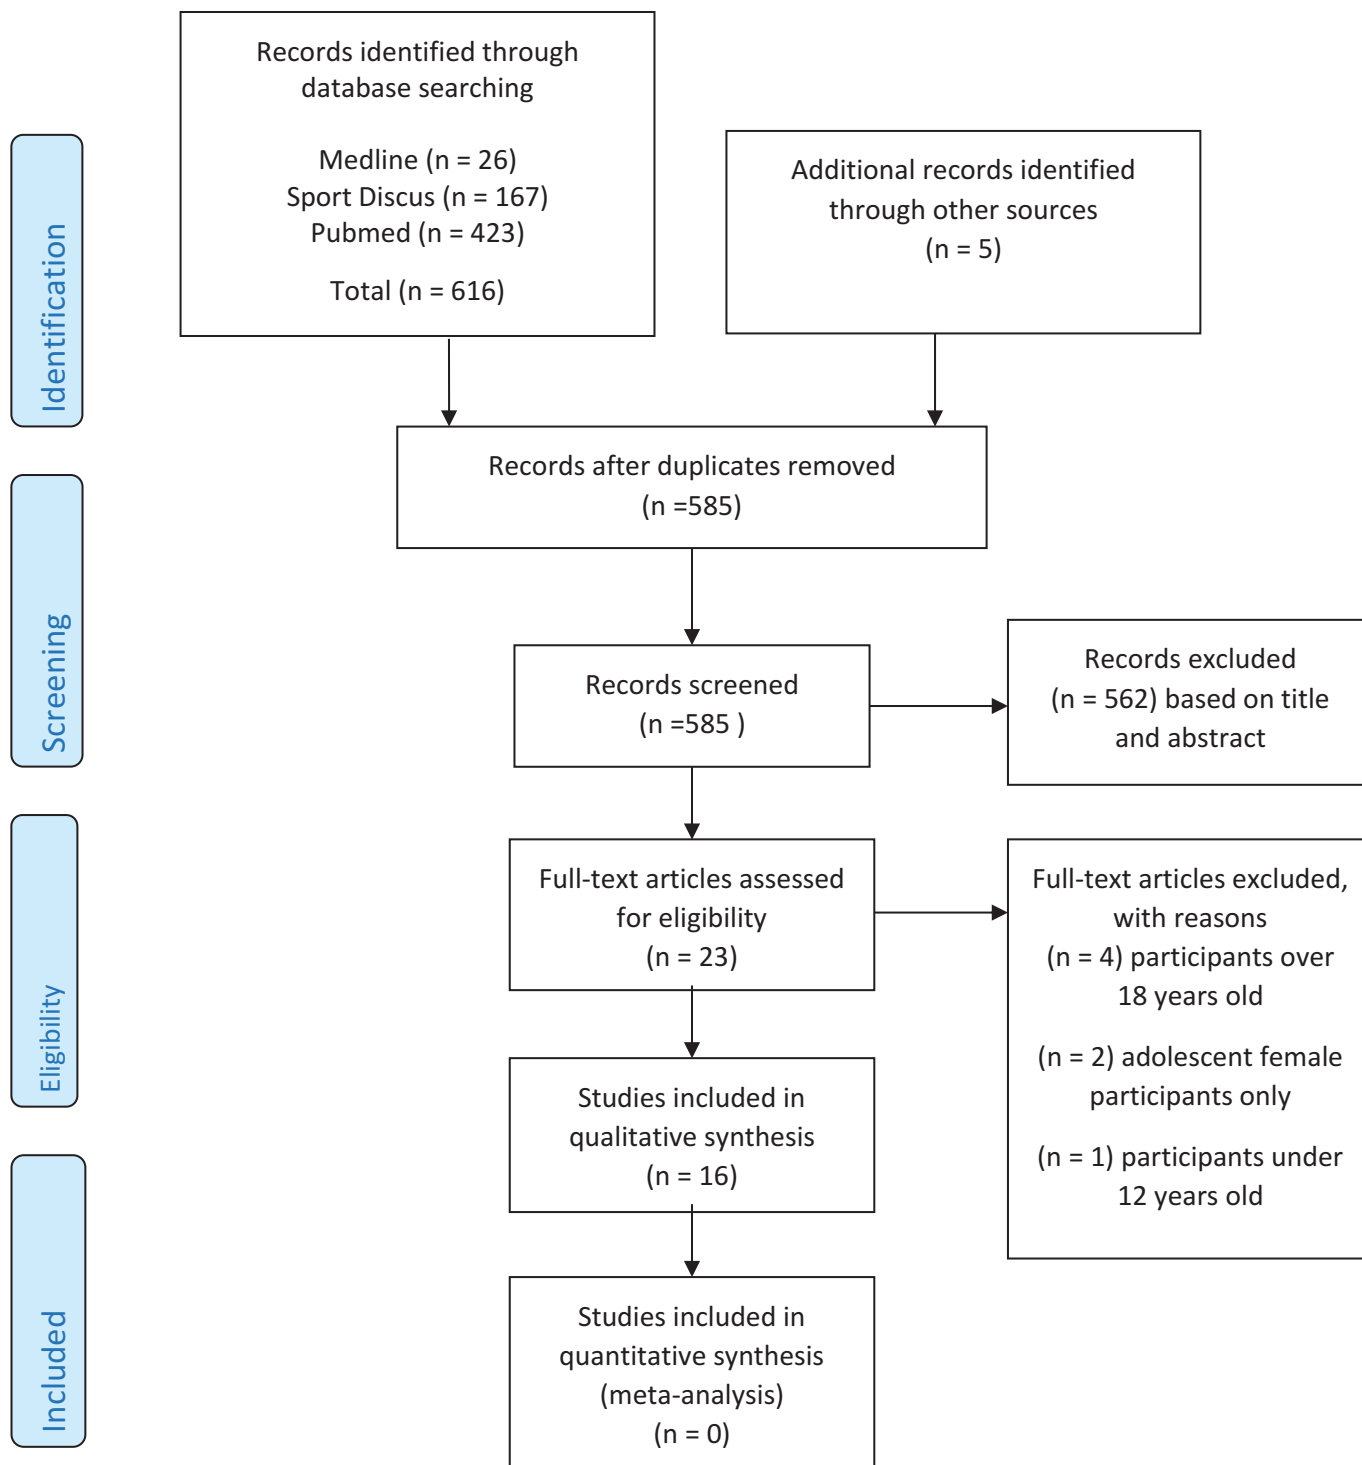 Records identified through
database searching
Medline (n = 26)
Sport Discus (n = 167)
Pubmed (n = 423)
Total (n = 616)
Additional records identified
through other sources
(n = 5)
Identification
Records after duplicates removed
(n =585)
Screening
Records screened
(n =585 )
Records excluded
(n = 562) based on title
and abstract
Eligibility
Full-text articles assessed
for eligibility
(n = 23)
Full-text articles excluded,
with reasons
(n = 4) participants over
18 years old
(n = 2) adolescent female
participants only
(n = 1) participants under
12 years old
Studies included in
qualitative synthesis
(n = 16)
Included
Studies included in
quantitative synthesis
(meta-analysis)
(n = 0)